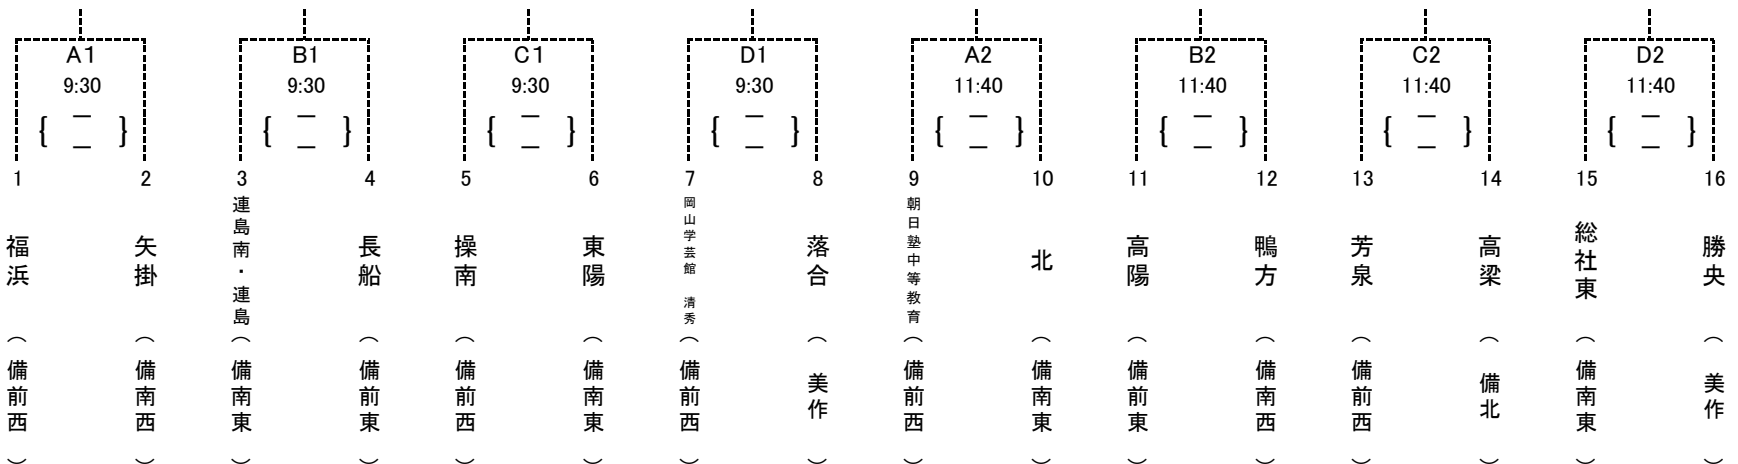 A1 B1 C1 D1 A2 B2 C2 D2
9:30 9:30 9:30 9:30 11:40 11:40 11:40 11:40
{ — — } { — — } { — — } { — — } { — — } { — — } { — — } { — — }
1 2 3 4 5 6 7 8 9 10 11 12 13 14 15 16
福浜（備前西）
矢掛（備南西）
連島南・連島（備南東）
長船（備前東）
操南（備前西）
東陽（備南東）
岡山学芸館 清秀（備前西）
落合（美作）
朝日塾中等教育（備前西）
北（備南東）
高陽（備前東）
鴨方（備南西）
芳泉（備前西）
高梁（備北）
総社東（備南東）
勝央（美作）